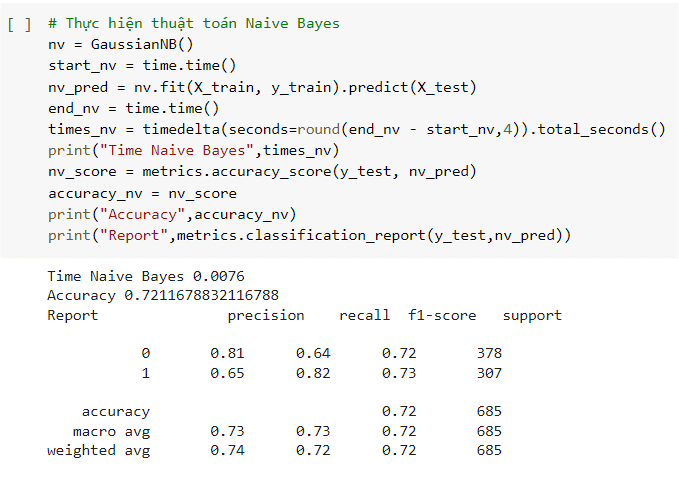 [ ] # Thực hiện thuật toán Naive Bayes
nv = GaussianNB()
start_nv = time.time()
nv_pred = nv.fit(X_train, y_train).predict(X_test)
end_nv = time.time()
times_nv = timedelta(seconds=round(end_nv - start_nv,4)).total_seconds()
print("Time Naive Bayes",times_nv)
nv_score = metrics.accuracy_score(y_test, nv_pred)
accuracy_nv = nv_score
print("Accuracy",accuracy_nv)
print("Report",metrics.classification_report(y_test,nv_pred))
Time Naive Bayes 0.0076
Accuracy 0.7211678832116788
Report precision recall f1-score support
0 0.81 0.64 0.72 378
1 0.65 0.82 0.73 307
accuracy 0.72 685
macro avg 0.73 0.73 0.72 685
weighted avg 0.74 0.72 0.72 685